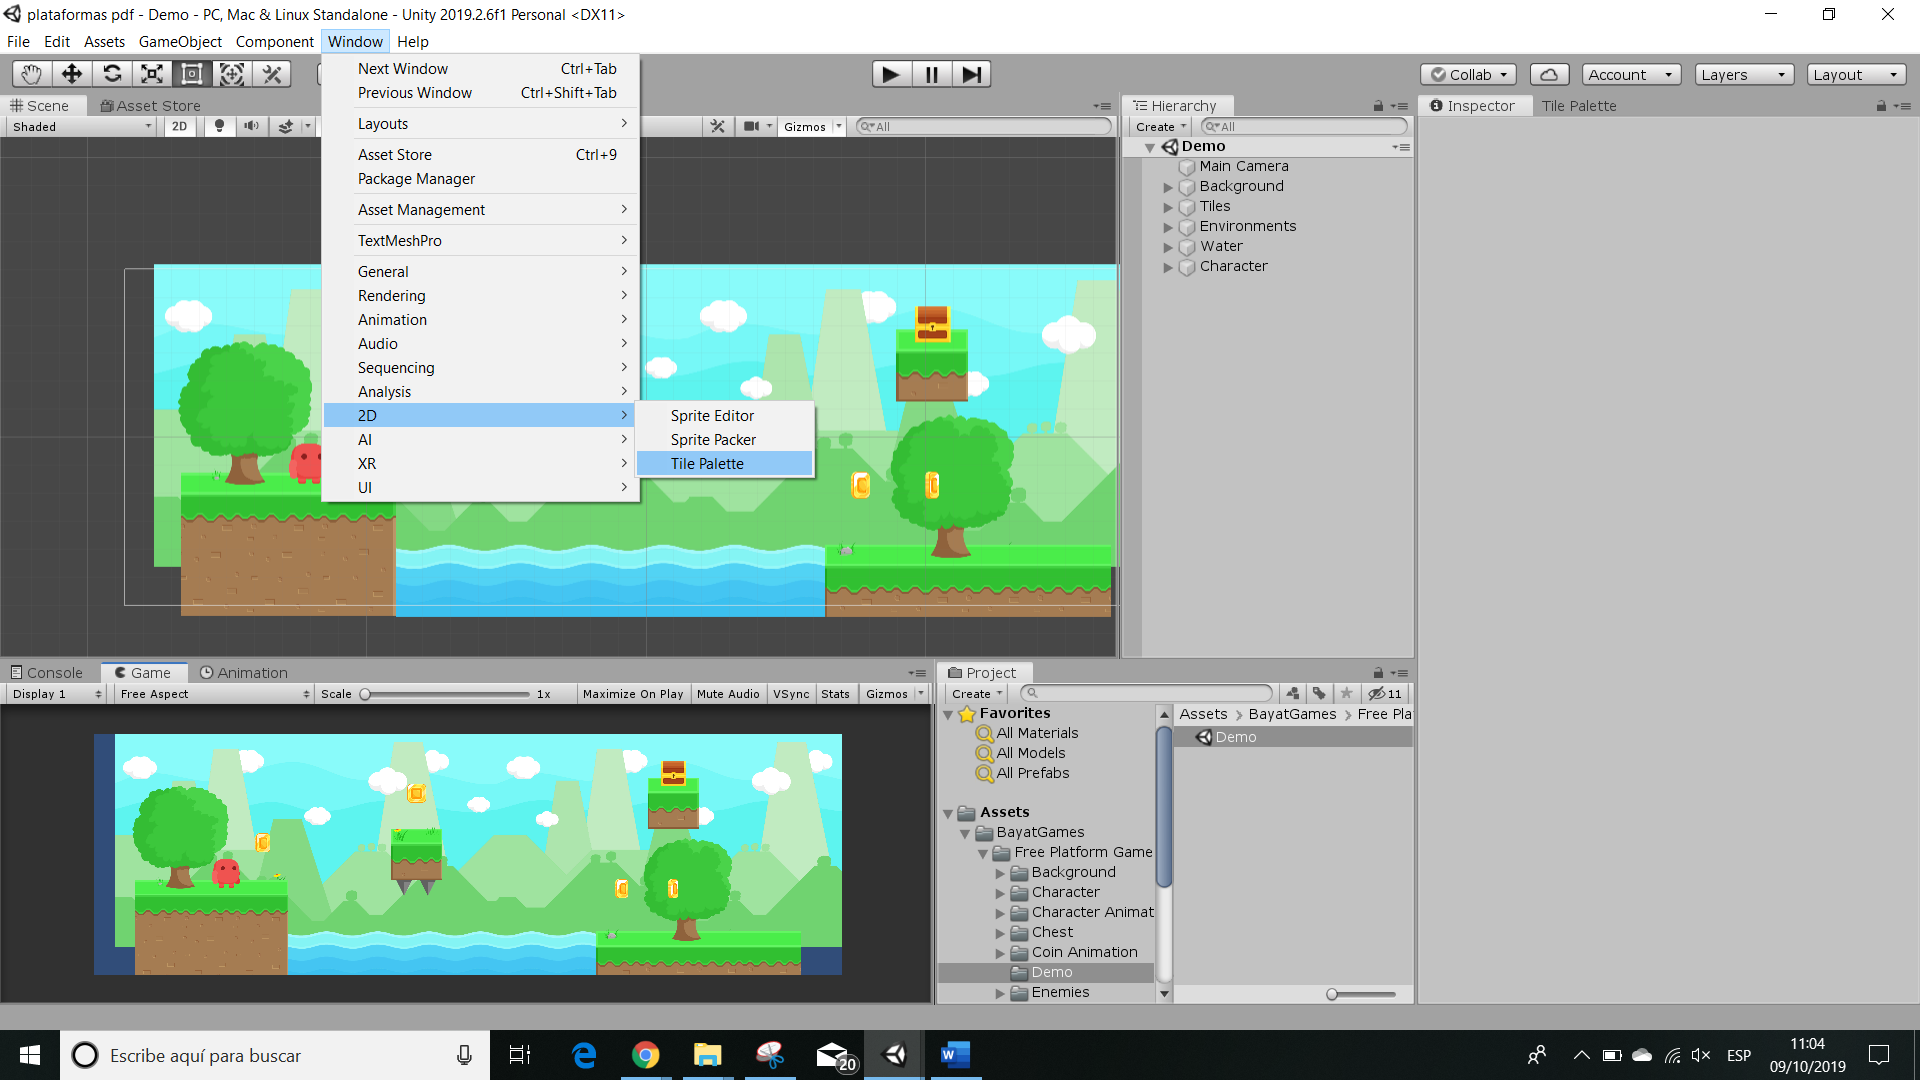 plataformas pdf - Demo - PC, Mac & Linux Standalone - Unity 2019.2.6f1 Personal <DX11>
File Edit Assets GameObject Component Window Help
Next Window Ctrl+Tab
Previous Window Ctrl+Shift+Tab
Layouts
Asset Store Ctrl+9
Package Manager
Asset Management
TextMeshPro
General
Rendering
Animation
Audio
Sequencing
Analysis
2D
AI
XR
UI
Sprite Editor
Sprite Packer
Tile Palette
Collab Account Layers Layout
Scene Asset Store
Shaded 2D Gizmos All
Hierarchy
Create All
Demo
Main Camera
Background
Tiles
Environments
Water
Character
Inspector Tile Palette
Console Game Animation
Display 1 Free Aspect Scale 1x Maximize On Play Mute Audio VSync Stats Gizmos
Project
Create 11
Favorites
All Materials
All Models
All Prefabs
Assets
BayatGames
Free Platform Game
Background
Character
Character Animat
Chest
Coin Animation
Demo
Enemies
Assets BayatGames Free Pla
Demo
Escribe aquí para buscar
20
W
ESP
11:04
09/10/2019